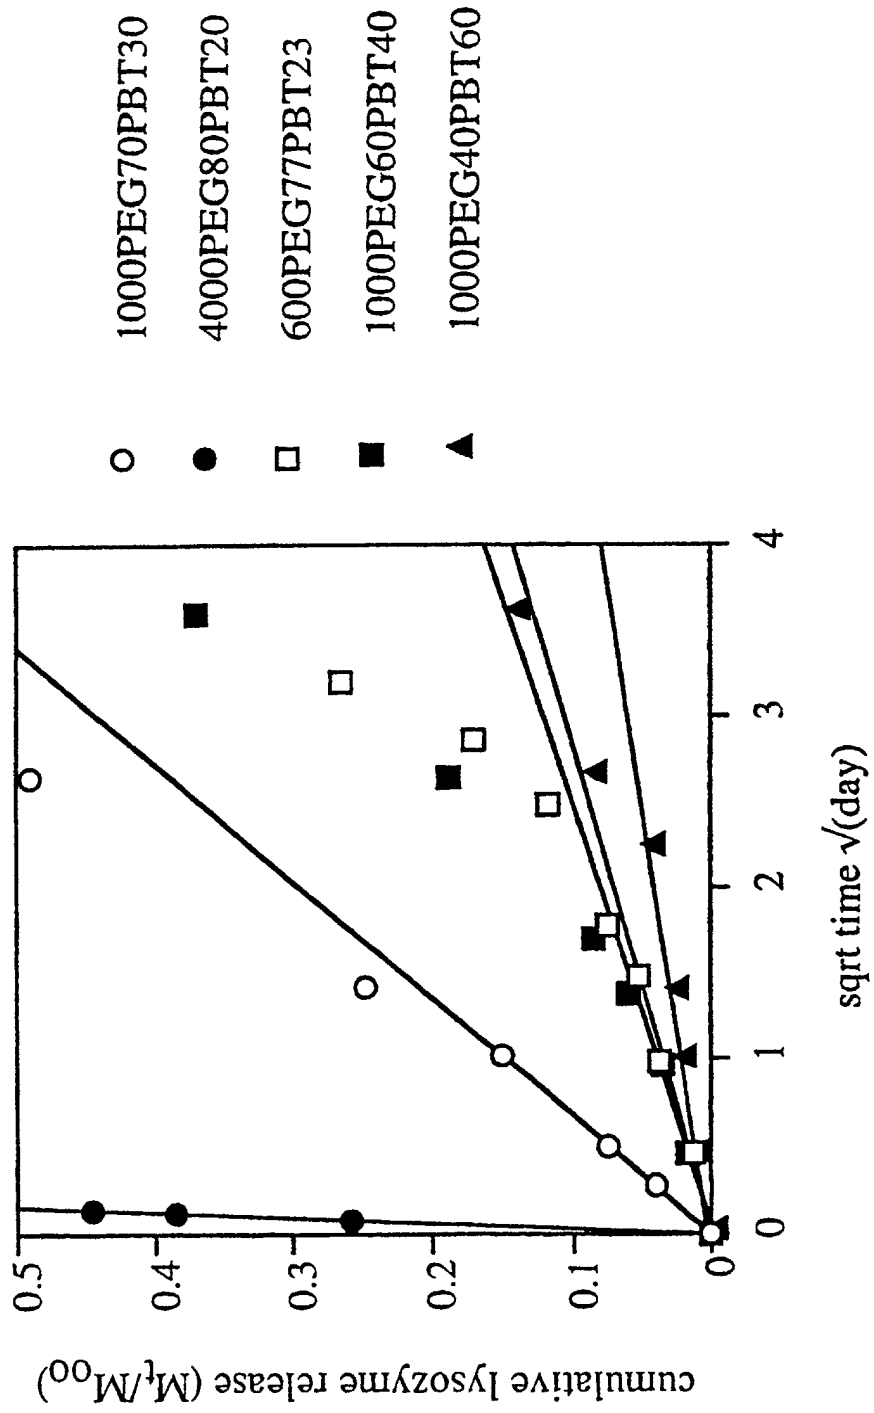 cumulative lysozyme release (Mt/Moo)
0.5
0.4
0.3
0.2
0.1
0
0
1
2
3
4
sqrt time √(day)
1000PEG70PBT30
4000PEG80PBT20
600PEG77PBT23
1000PEG60PBT40
1000PEG40PBT60